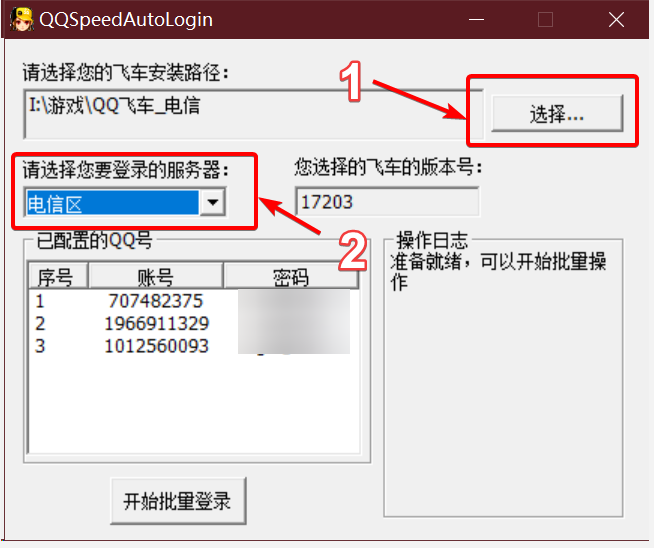 QQSpeedAutoLogin
请选择您的飞车安装路径：
1
I:\游戏\QQ飞车_电信
选择...
请选择您要登录的服务器：
您选择的飞车的版本号：
电信区
17203
2
已配置的QQ号
操作日志
序号 账号 密码
准备就绪，可以开始批量操
作
1 707482375
2 1966911329
3 1012560093
开始批量登录